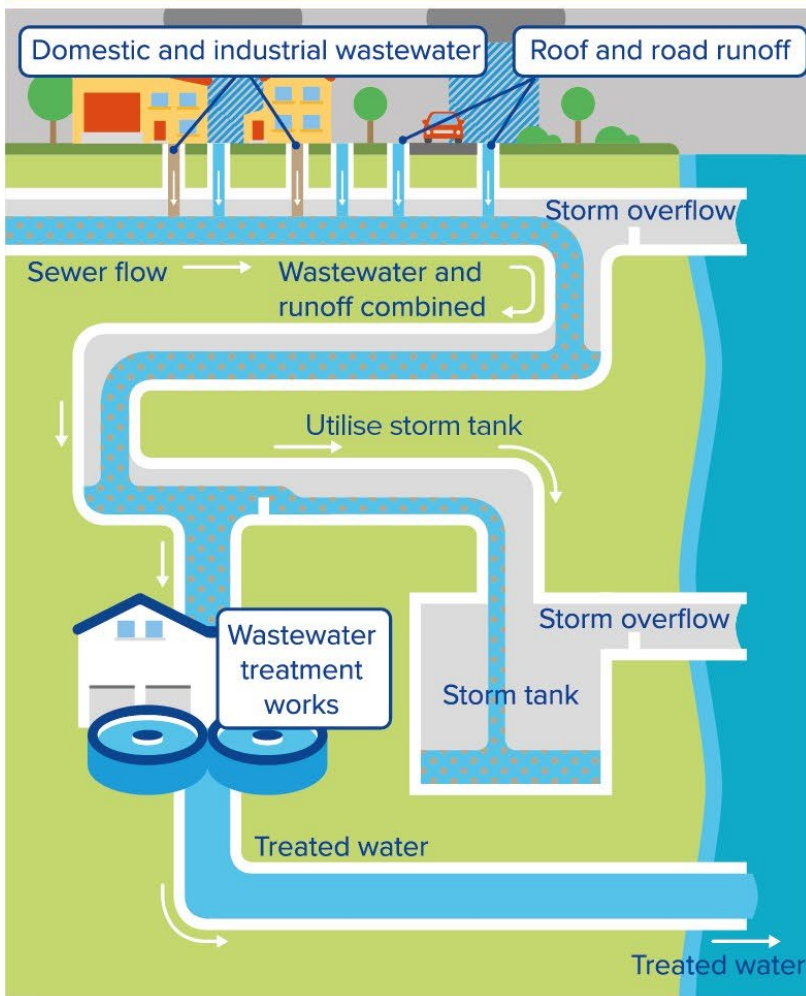 Domestic and industrial wastewater
Roof and road runoff
Storm overflow
Sewer flow
Wastewater and
runoff combined
Utilise storm tank
Storm overflow
Wastewater
treatment
works
Storm tank
Treated water
Treated water